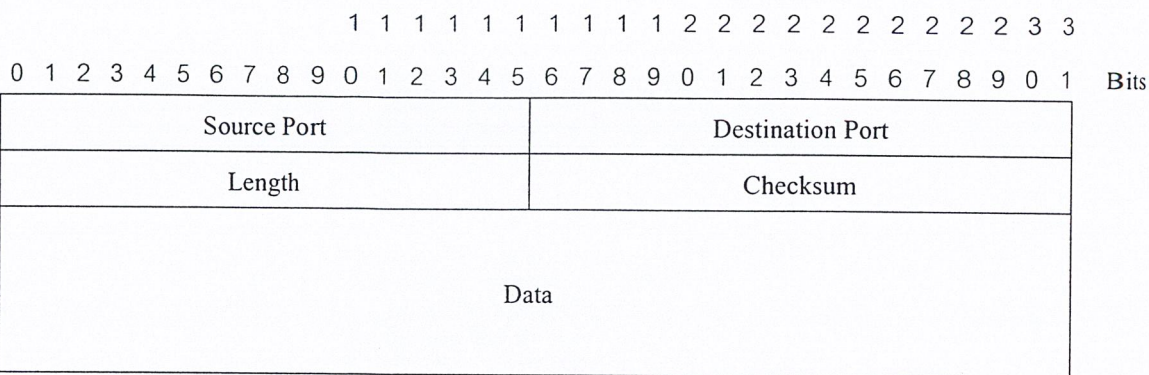 1 1 1 1 1 1 1 1 1 1 2 2 2 2 2 2 2 2 2 2 3 3
0 1 2 3 4 5 6 7 8 9 0 1 2 3 4 5 6 7 8 9 0 1 2 3 4 5 6 7 8 9 0 1 Bits
Source Port Destination Port
Length Checksum
Data